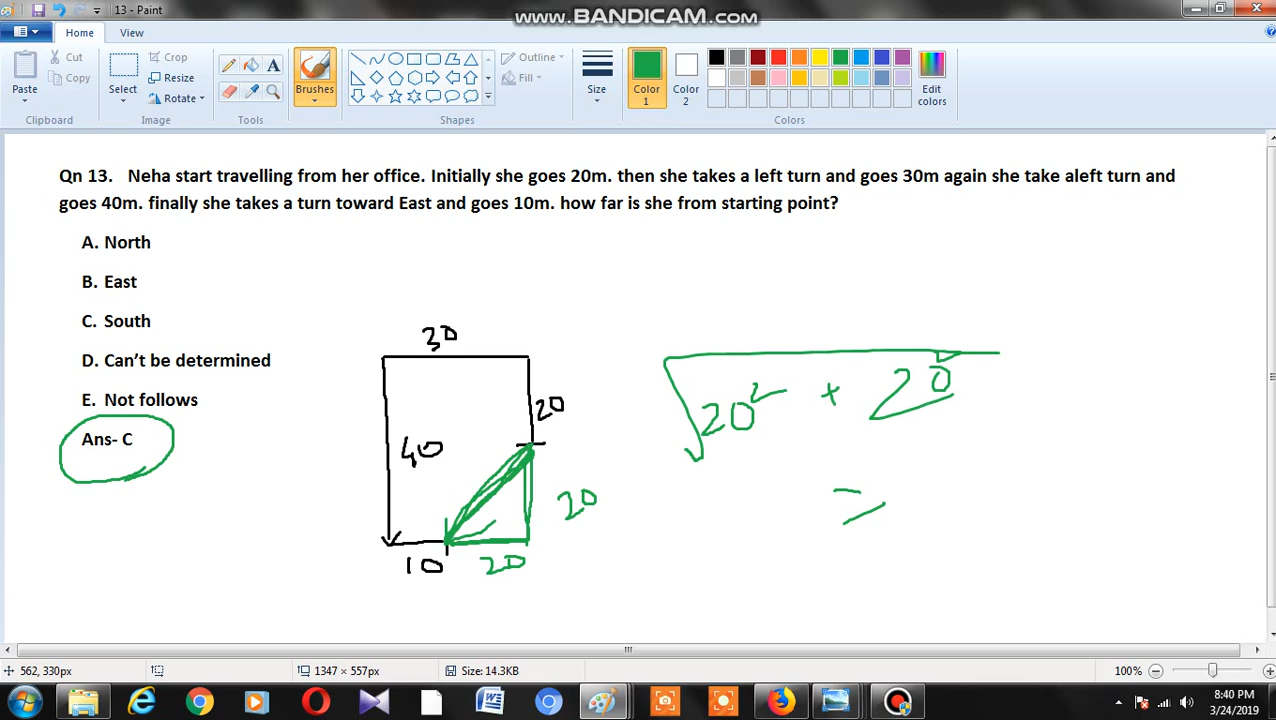 www.BANDICAM.com
13 - Paint
Home
View
Paste
Cut
Copy
Clipboard
Select
Crop
Resize
Rotate
Image
A
Tools
Brushes
Outline
Fill
Shapes
Size
Color 1
Color 2
Edit colors
Colors
Qn 13. Neha start travelling from her office. Initially she goes 20m. then she takes a left turn and goes 30m again she take aleft turn and
goes 40m. finally she takes a turn toward East and goes 10m. how far is she from starting point?
A. North
B. East
C. South
D. Can't be determined
E. Not follows
Ans- C
30
20
40
20
10
20
√20² + 20
=
562, 330px
1347 × 557px
Size: 14.3KB
100%
8:40 PM
3/24/2019